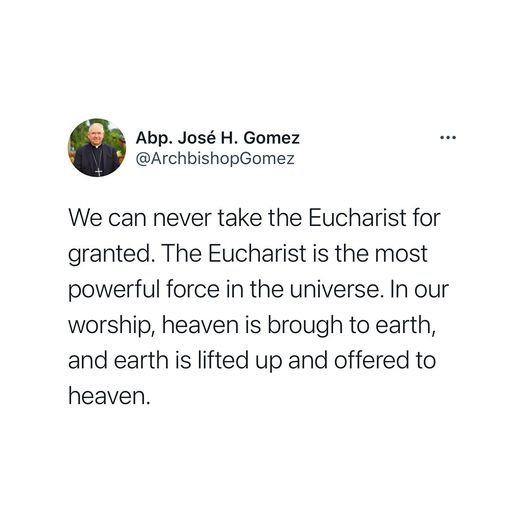 Abp. José H. Gomez
@ArchbishopGomez
We can never take the Eucharist for
granted. The Eucharist is the most
powerful force in the universe. In our
worship, heaven is brough to earth,
and earth is lifted up and offered to
heaven.